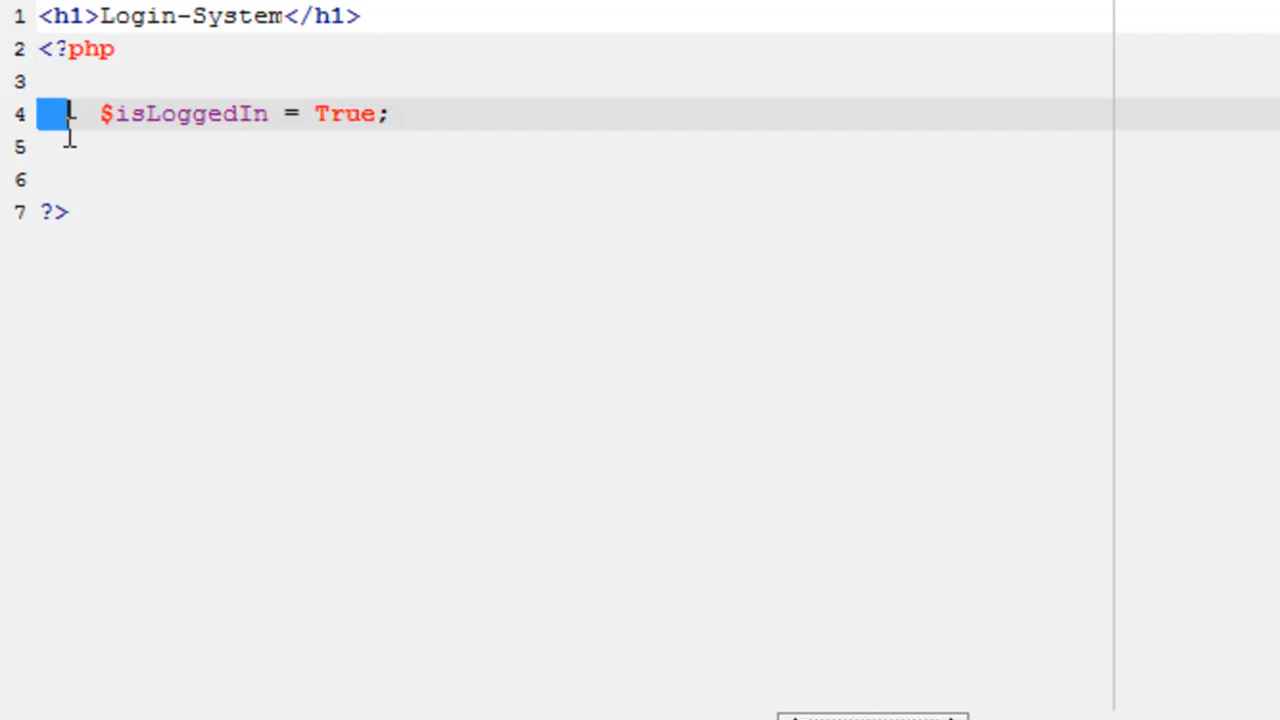 1 <h1>Login-System</h1>
2 <?php
3
4 $isLoggedIn = True;
5
6
7 ?>